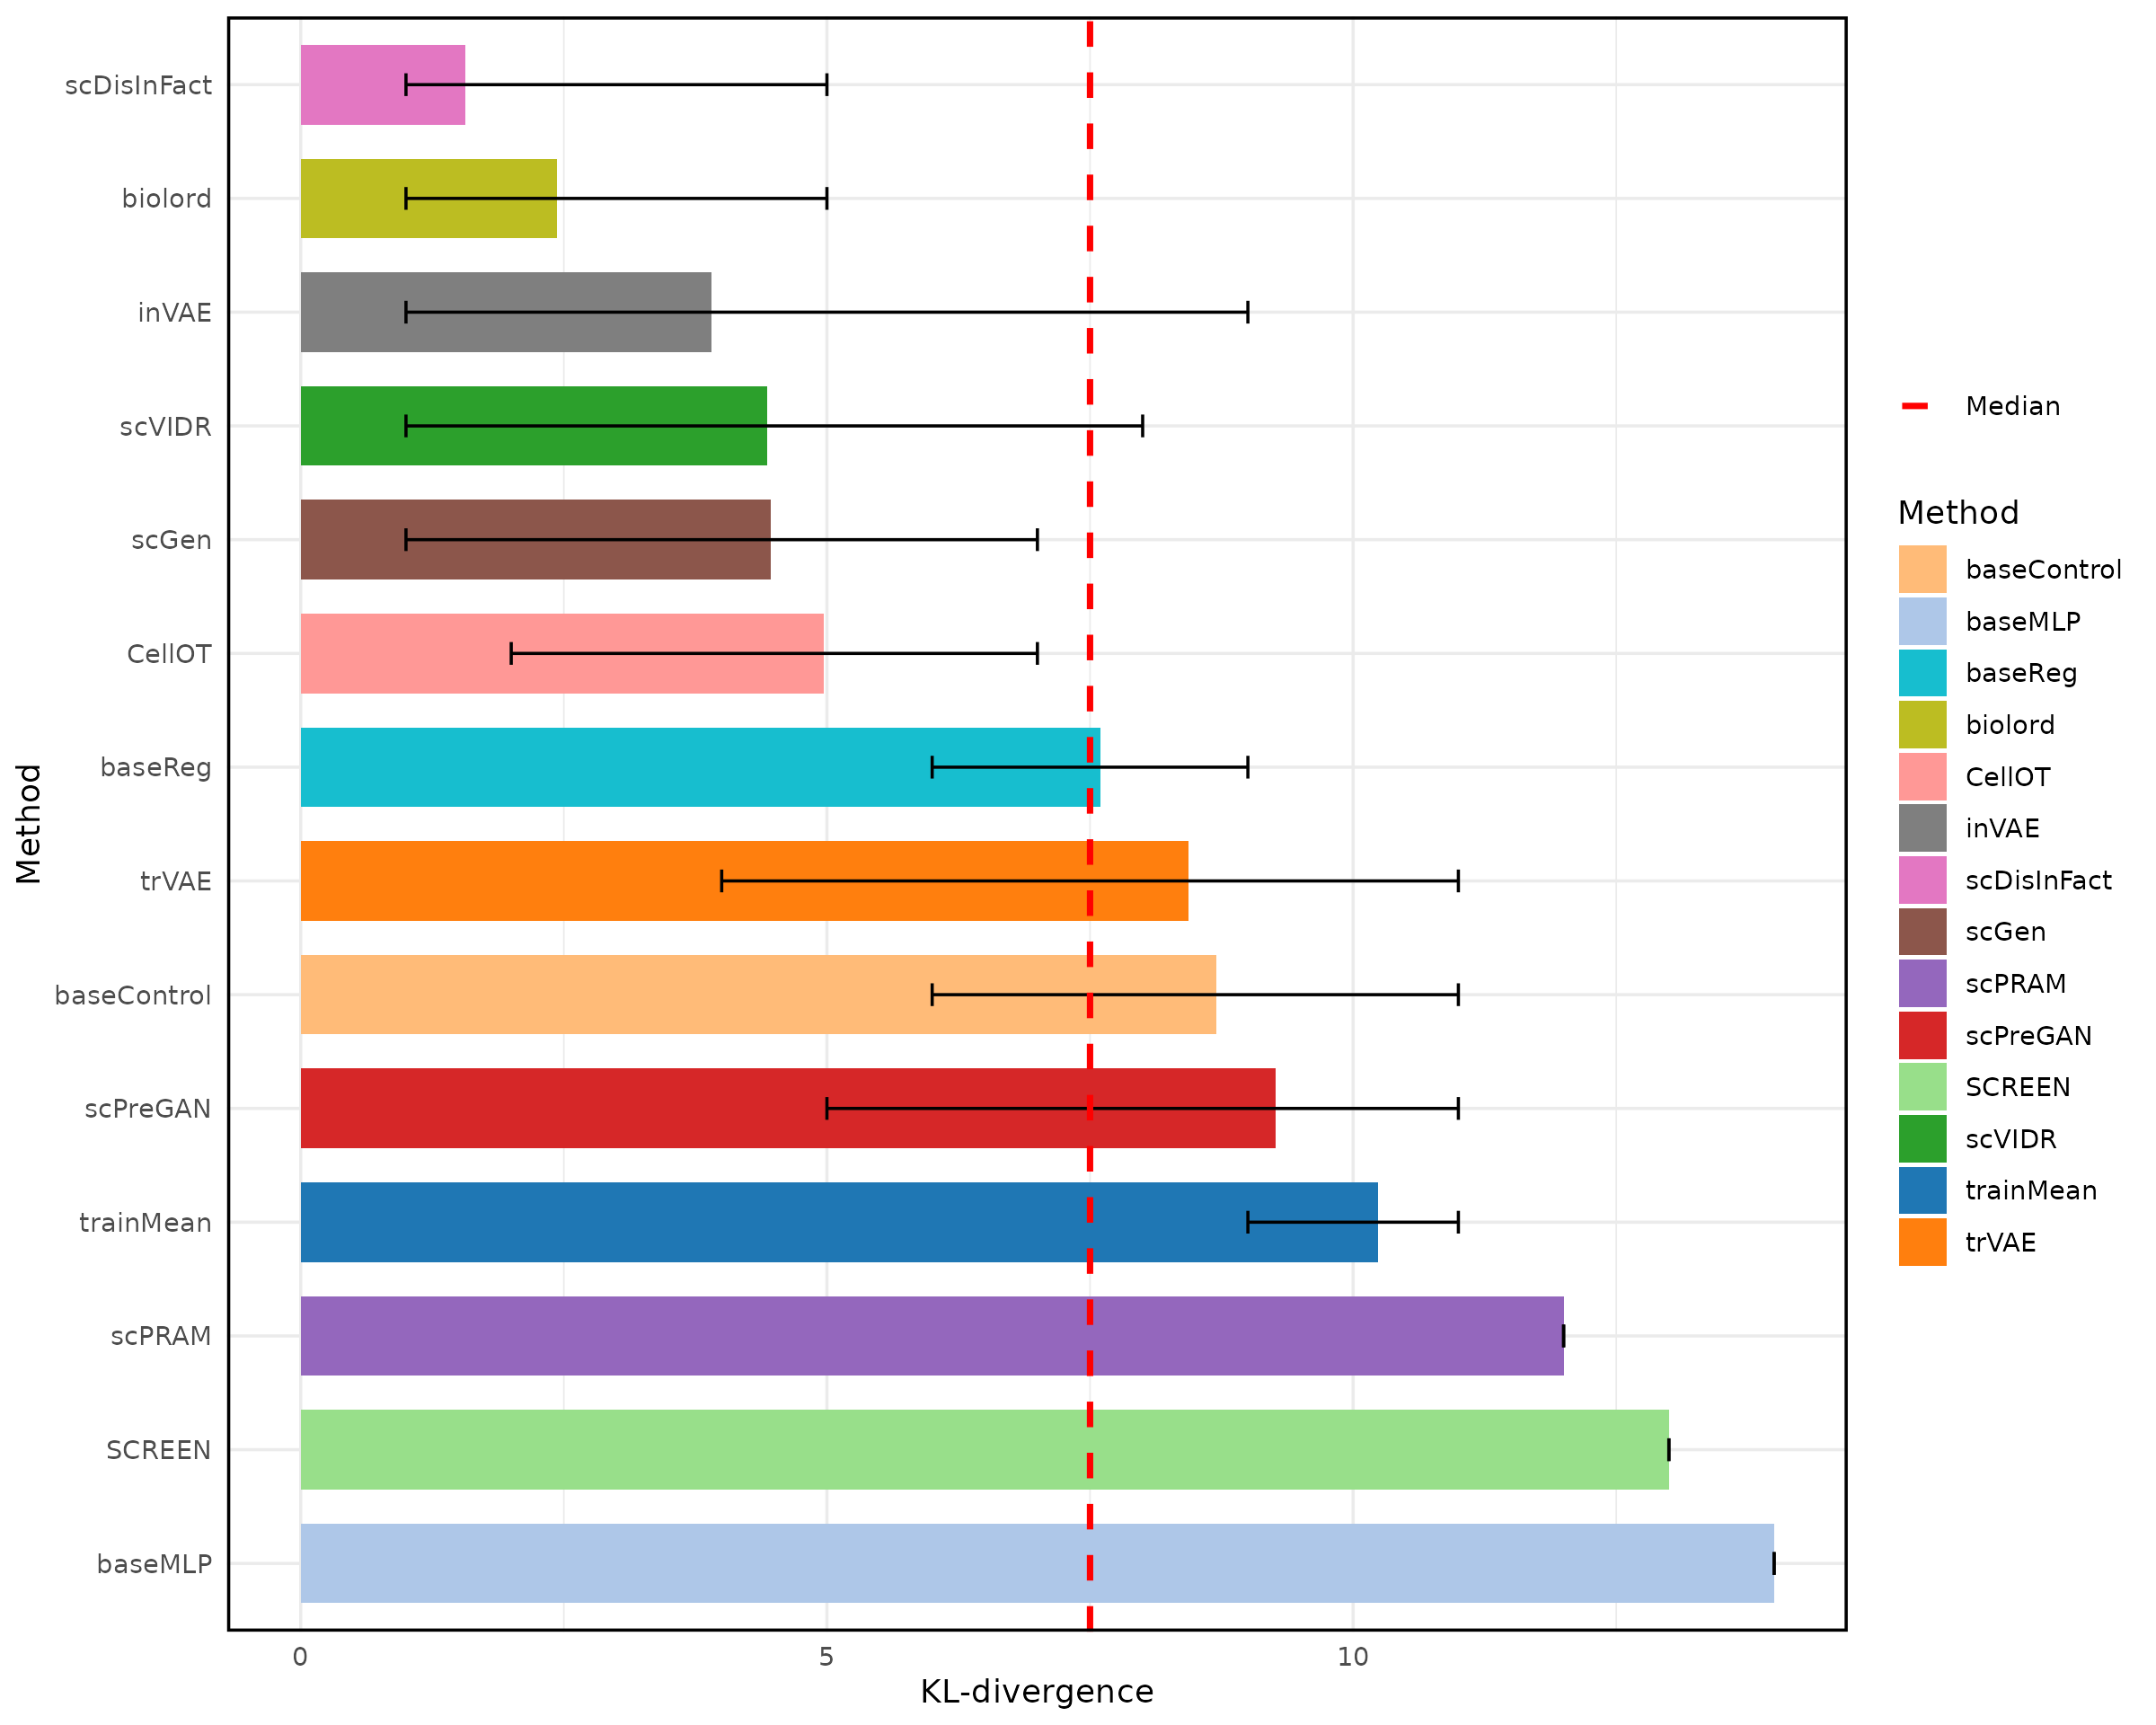 scDisInFact
biolord
inVAE
scVIDR
scGen
CellOT
baseReg
trVAE
baseControl
scPreGAN
trainMean
scPRAM
SCREEN
baseMLP
Method
0
5
10
KL-divergence
Median
Method
baseControl
baseMLP
baseReg
biolord
CellOT
inVAE
scDisInFact
scGen
scPRAM
scPreGAN
SCREEN
scVIDR
trainMean
trVAE